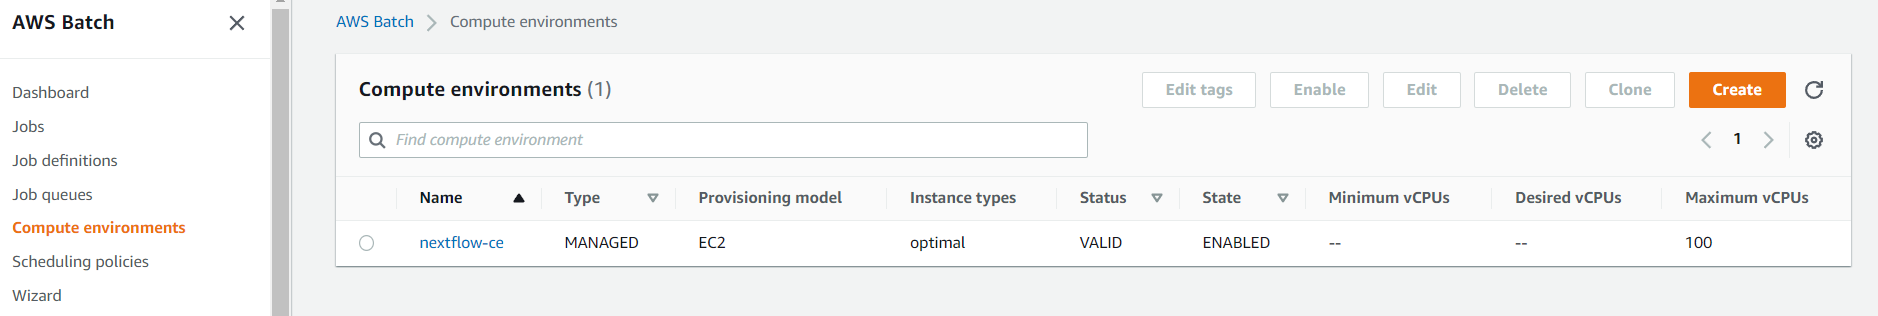 AWS Batch
Dashboard
Jobs
Job definitions
Job queues
Compute environments
Scheduling policies
Wizard
AWS Batch Compute environments
Compute environments (1)
Edit tags Enable Edit Delete Clone Create
Find compute environment
1
Name Type Provisioning model Instance types Status State Minimum vCPUs Desired vCPUs Maximum vCPUs
nextflow-ce MANAGED EC2 optimal VALID ENABLED -- -- 100